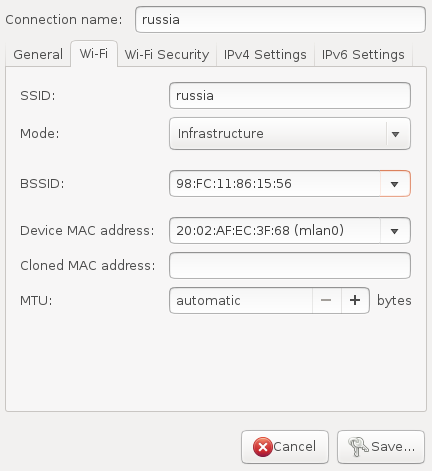 Connection name: russia
General Wi-Fi Wi-Fi Security IPv4 Settings IPv6 Settings
SSID: russia
Mode: Infrastructure
BSSID: 98:FC:11:86:15:56
Device MAC address: 20:02:AF:EC:3F:68 (mlan0)
Cloned MAC address:
MTU: automatic − + bytes
Cancel Save...